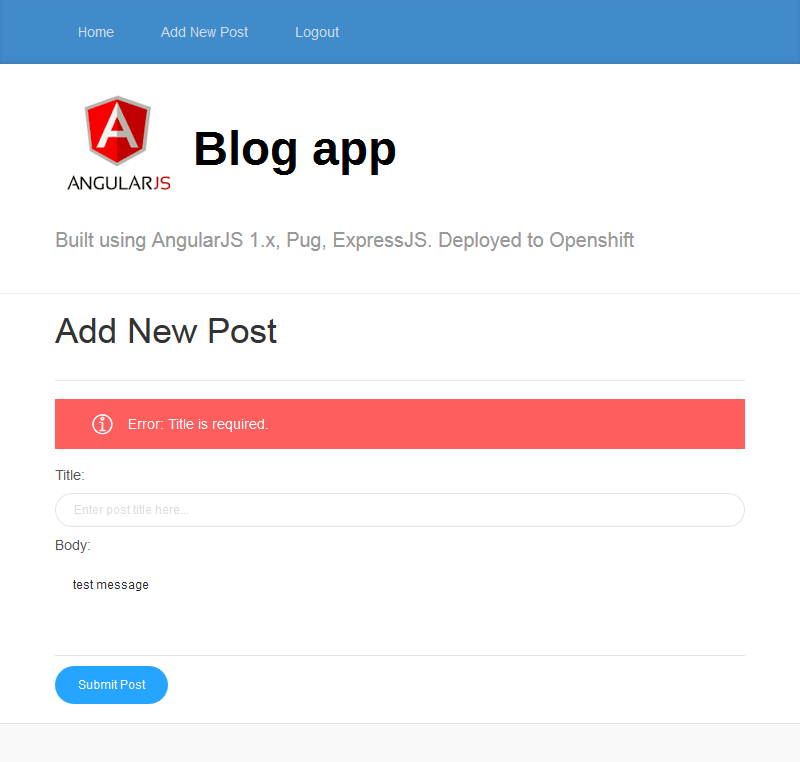 Home Add New Post Logout
A
ANGULARJS
Blog app
Built using AngularJS 1.x, Pug, ExpressJS. Deployed to Openshift
Add New Post
Error: Title is required.
Title:
Enter post title here...
Body:
test message
Submit Post